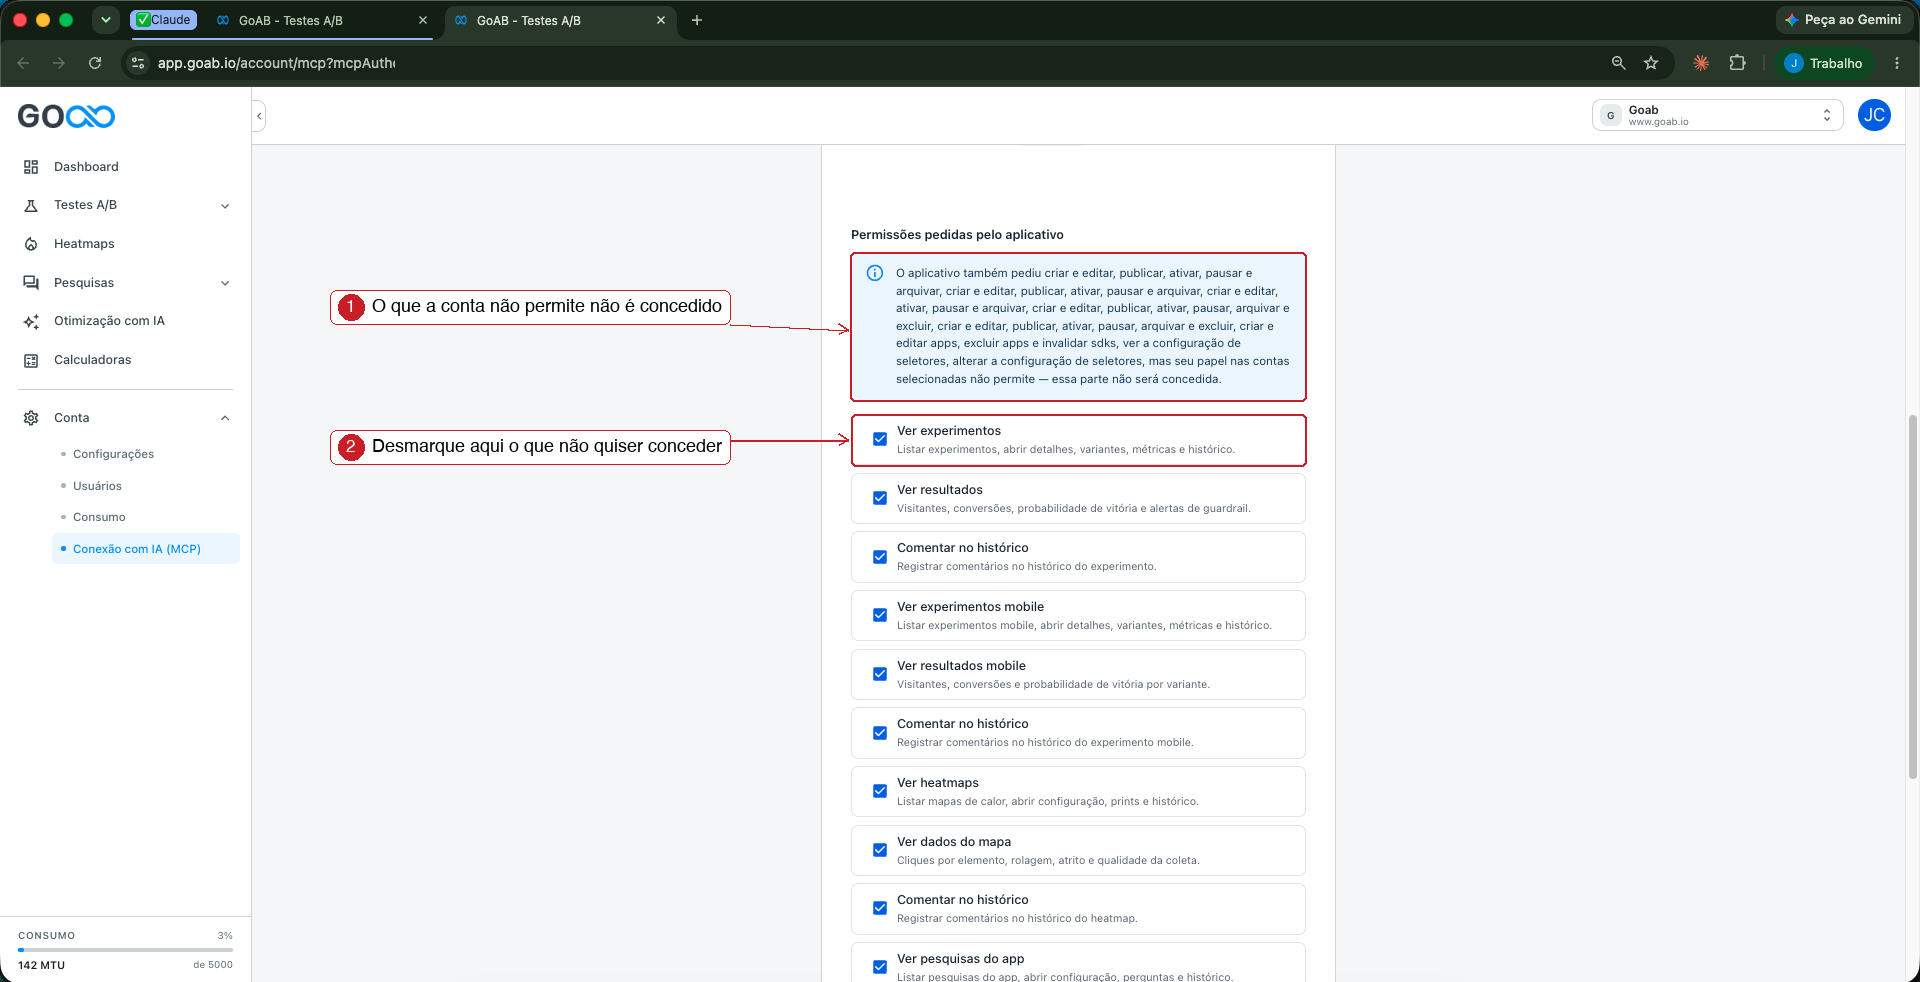 Claude
GoAB - Testes A/B
GoAB - Testes A/B
Peça ao Gemini
app.goab.io/account/mcp?mcpAuth
J
Trabalho
GO
G
Goab
www.goab.io
JC
Dashboard
Testes A/B
Heatmaps
Pesquisas
Otimização com IA
Calculadoras
Conta
Configurações
Usuários
Consumo
Conexão com IA (MCP)
CONSUMO
3%
142 MTU
de 5000
1 O que a conta não permite não é concedido
2 Desmarque aqui o que não quiser conceder
Permissões pedidas pelo aplicativo
O aplicativo também pediu criar e editar, publicar, ativar, pausar e
arquivar, criar e editar, publicar, ativar, pausar e arquivar, criar e editar,
ativar, pausar e arquivar, criar e editar, publicar, ativar, pausar, arquivar e
excluir, criar e editar, publicar, ativar, pausar, arquivar e excluir, criar e
editar apps, excluir apps e invalidar sdks, ver a configuração de
seletores, alterar a configuração de seletores, mas seu papel nas contas
selecionadas não permite — essa parte não será concedida.
Ver experimentos
Listar experimentos, abrir detalhes, variantes, métricas e histórico.
Ver resultados
Visitantes, conversões, probabilidade de vitória e alertas de guardrail.
Comentar no histórico
Registrar comentários no histórico do experimento.
Ver experimentos mobile
Listar experimentos mobile, abrir detalhes, variantes, métricas e histórico.
Ver resultados mobile
Visitantes, conversões e probabilidade de vitória por variante.
Comentar no histórico
Registrar comentários no histórico do experimento mobile.
Ver heatmaps
Listar mapas de calor, abrir configuração, prints e histórico.
Ver dados do mapa
Cliques por elemento, rolagem, atrito e qualidade da coleta.
Comentar no histórico
Registrar comentários no histórico do heatmap.
Ver pesquisas do app
Listar pesquisas do app, abrir configuração, perguntas e histórico.